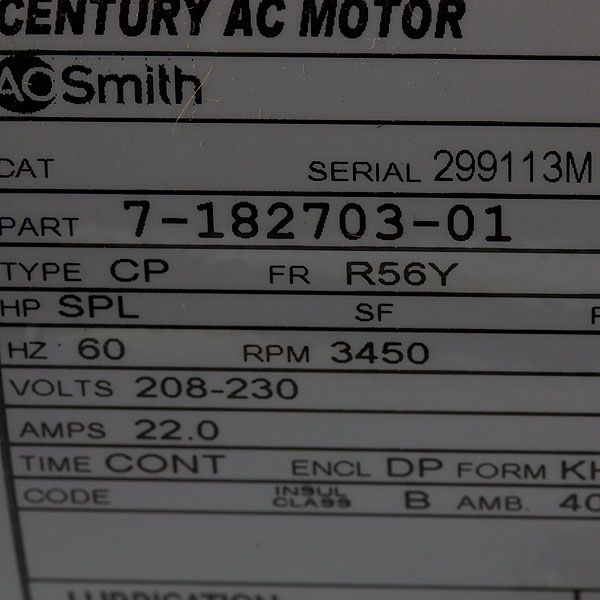 CENTURY AC MOTOR
AO Smith
CAT SERIAL 299113M
PART 7-182703-01
TYPE CP FR R56Y
HP SPL SF
HZ 60 RPM 3450
VOLTS 208-230
AMPS 22.0
TIME CONT ENCL DP FORM KH
CODE INSUL CLASS B AMB. 40
LUBRICATION